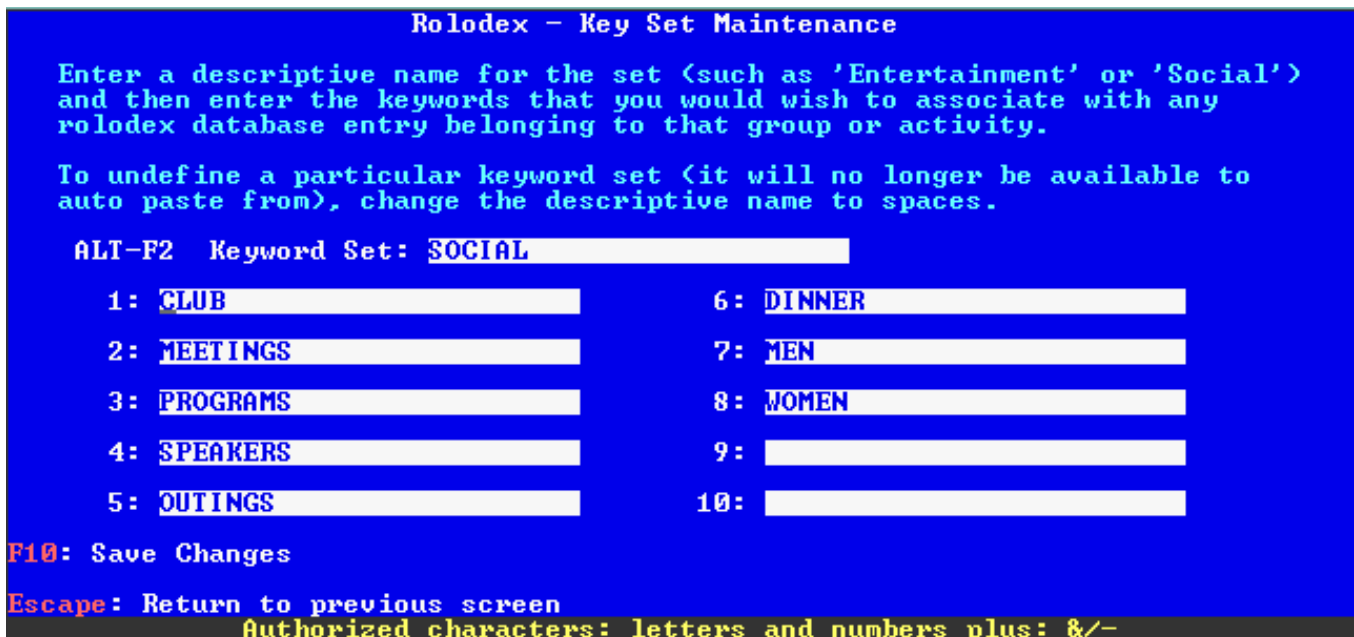 Rolodex - Key Set Maintenance
Enter a descriptive name for the set (such as 'Entertainment' or 'Social')
and then enter the keywords that you would wish to associate with any
rolodex database entry belonging to that group or activity.
To undefine a particular keyword set (it will no longer be available to
auto paste from), change the descriptive name to spaces.
ALT-F2 Keyword Set: SOCIAL
1: CLUB 6: DINNER
2: MEETINGS 7: MEN
3: PROGRAMS 8: WOMEN
4: SPEAKERS 9:
5: OUTINGS 10:
F10: Save Changes
Escape: Return to previous screen
Authorized characters: letters and numbers plus: &/-